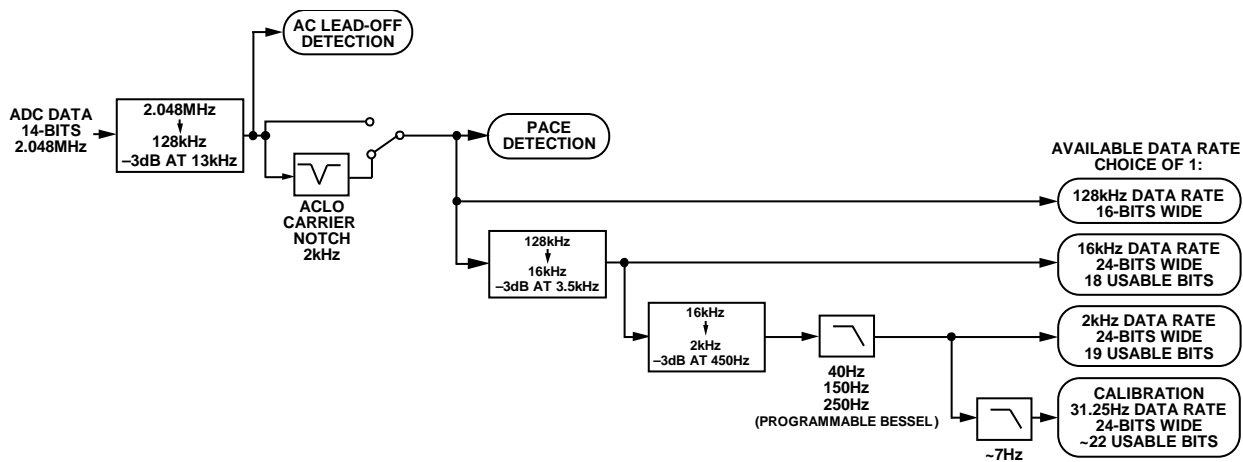 AC LEAD-OFF
DETECTION
ADC DATA
14-BITS
2.048MHz
2.048MHz
128kHz
–3dB AT 13kHz
ACLO
CARRIER
NOTCH
2kHz
PACE
DETECTION
AVAILABLE DATA RATE
CHOICE OF 1:
128kHz DATA RATE
16-BITS WIDE
128kHz
16kHz
–3dB AT 3.5kHz
16kHz DATA RATE
24-BITS WIDE
18 USABLE BITS
16kHz
2kHz
–3dB AT 450Hz
40Hz
150Hz
250Hz
(PROGRAMMABLE BESSEL)
2kHz DATA RATE
24-BITS WIDE
19 USABLE BITS
~7Hz
CALIBRATION
31.25Hz DATA RATE
24-BITS WIDE
~22 USABLE BITS